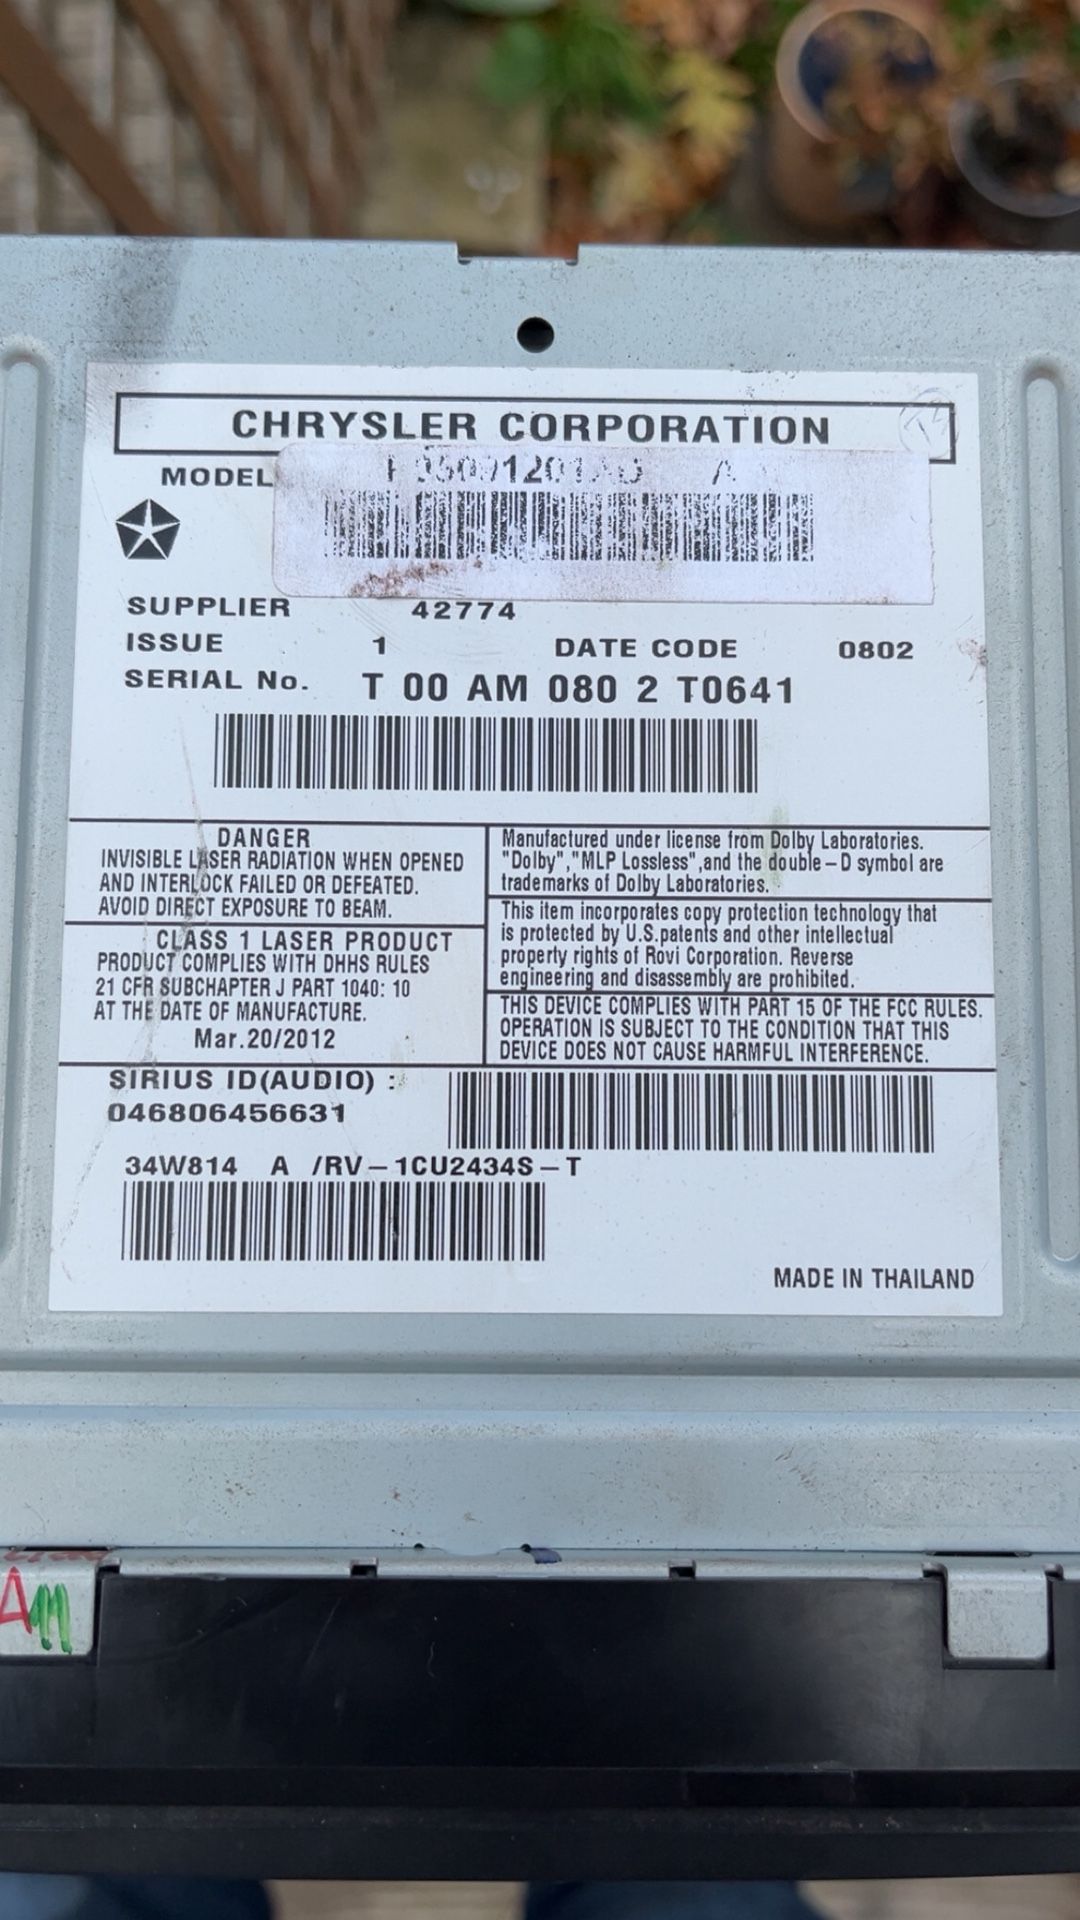 CHRYSLER CORPORATION
MODEL
SUPPLIER 42774
ISSUE 1 DATE CODE 0802
SERIAL No. T 00 AM 080 2 T0641
DANGER
INVISIBLE LASER RADIATION WHEN OPENED
AND INTERLOCK FAILED OR DEFEATED.
AVOID DIRECT EXPOSURE TO BEAM.
CLASS 1 LASER PRODUCT
PRODUCT COMPLIES WITH DHHS RULES
21 CFR SUBCHAPTER J PART 1040: 10
AT THE DATE OF MANUFACTURE.
Mar.20/2012
Manufactured under license from Dolby Laboratories.
"Dolby","MLP Lossless",and the double-D symbol are
trademarks of Dolby Laboratories.
This item incorporates copy protection technology that
is protected by U.S.patents and other intellectual
property rights of Rovi Corporation. Reverse
engineering and disassembly are prohibited.
THIS DEVICE COMPLIES WITH PART 15 OF THE FCC RULES.
OPERATION IS SUBJECT TO THE CONDITION THAT THIS
DEVICE DOES NOT CAUSE HARMFUL INTERFERENCE.
SIRIUS ID(AUDIO) :
046806456631
34W814 A /RV-1CU2434S-T
MADE IN THAILAND
A11